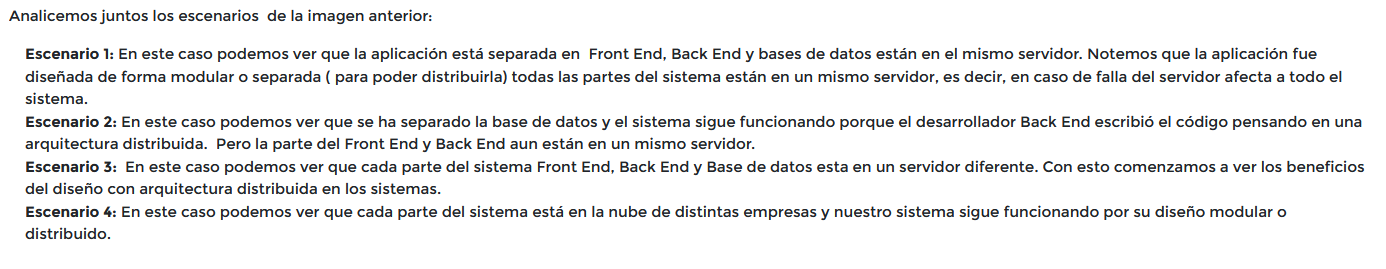 Analicemos juntos los escenarios  de la imagen anterior:
Escenario 1: En este caso podemos ver que la aplicación está separada en  Front End, Back End y bases de datos están en el mismo servidor. Notemos que la aplicación fue
diseñada de forma modular o separada ( para poder distribuirla) todas las partes del sistema están en un mismo servidor, es decir, en caso de falla del servidor afecta a todo el
sistema.
Escenario 2: En este caso podemos ver que se ha separado la base de datos y el sistema sigue funcionando porque el desarrollador Back End escribió el código pensando en una
arquitectura distribuida.  Pero la parte del Front End y Back End aun están en un mismo servidor.
Escenario 3:  En este caso podemos ver que cada parte del sistema Front End, Back End y Base de datos esta en un servidor diferente. Con esto comenzamos a ver los beneficios
del diseño con arquitectura distribuida en los sistemas.
Escenario 4: En este caso podemos ver que cada parte del sistema está en la nube de distintas empresas y nuestro sistema sigue funcionando por su diseño modular o
distribuido.